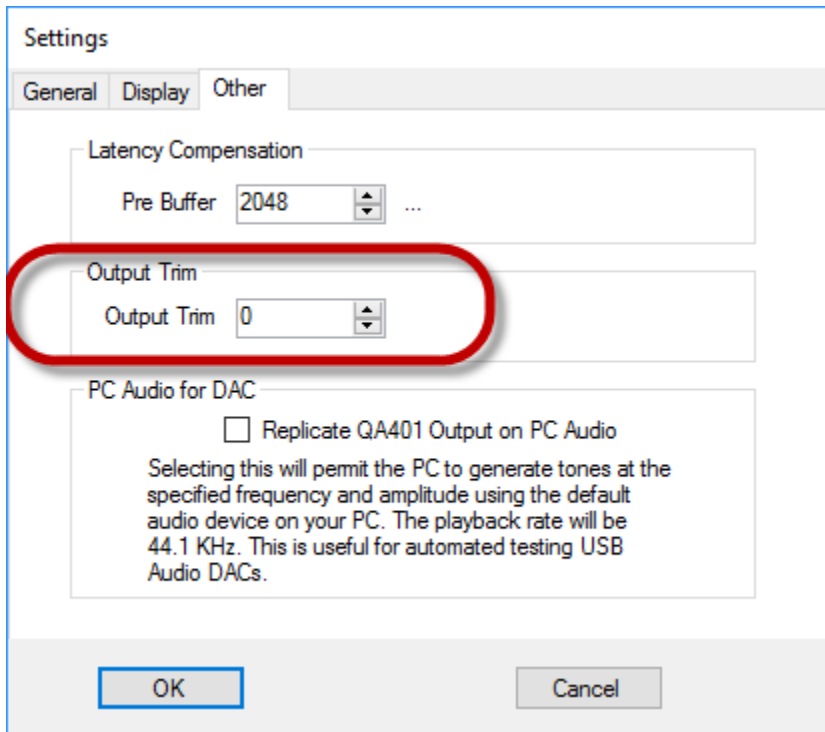 Settings
General Display Other
Latency Compensation
Pre Buffer 2048 ...
Output Trim
Output Trim 0
PC Audio for DAC
Replicate QA401 Output on PC Audio
Selecting this will permit the PC to generate tones at the
specified frequency and amplitude using the default
audio device on your PC. The playback rate will be
44.1 KHz. This is useful for automated testing USB
Audio DACs.
OK Cancel